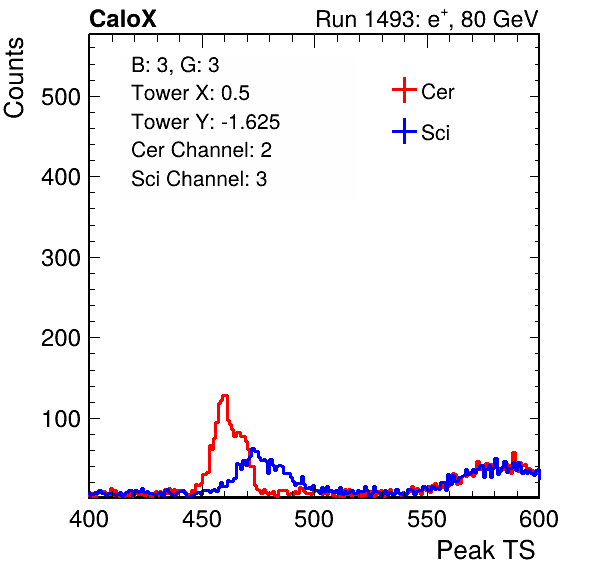 CaloX Run 1493: e⁺, 80 GeV
Counts
B: 3, G: 3
Tower X: 0.5
Tower Y: -1.625
Cer Channel: 2
Sci Channel: 3
Cer
Sci
500
400
300
200
100
400 450 500 550 600
Peak TS